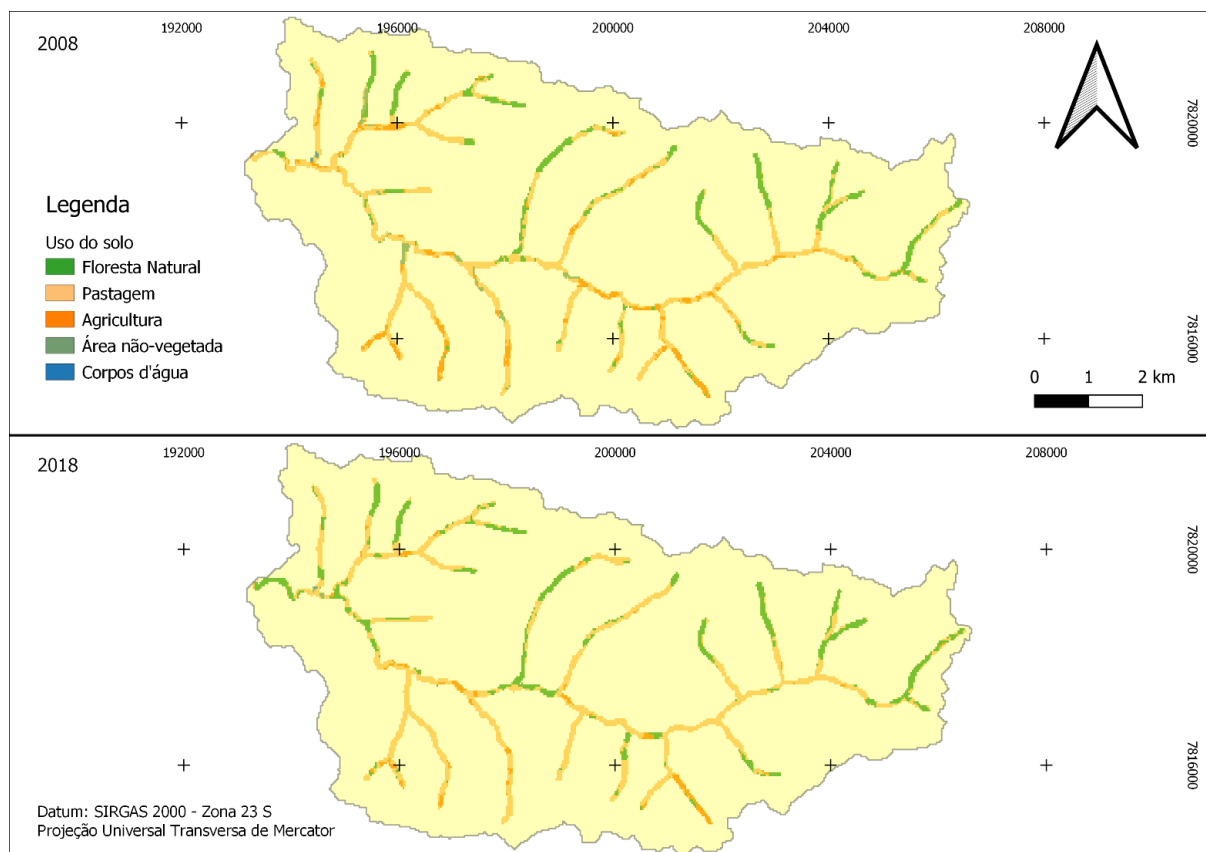 2008
192000 196000 200000 204000 208000
7820000
7816000
Legenda
Uso do solo
Floresta Natural
Pastagem
Agricultura
Área não-vegetada
Corpos d'água
0 1 2 km
2018
192000 196000 200000 204000 208000
7820000
7816000
Datum: SIRGAS 2000 - Zona 23 S
Projeção Universal Transversa de Mercator